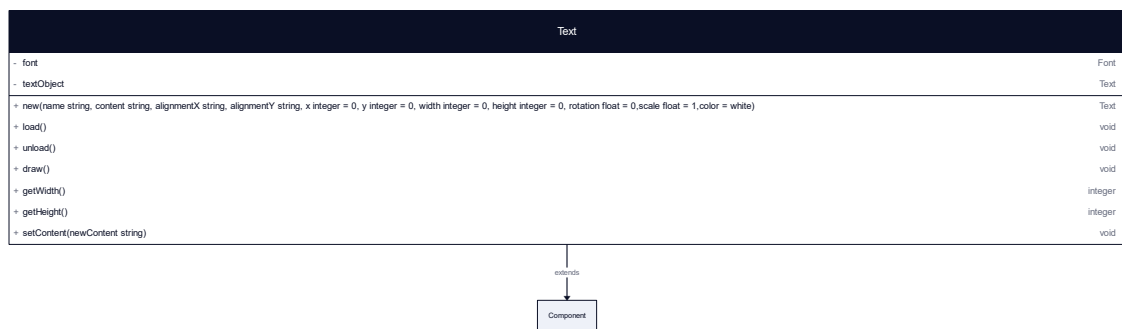 Text
- font Font
- textObject Text
+ new(name string, content string, alignmentX string, alignmentY string, x integer = 0, y integer = 0, width integer = 0, height integer = 0, rotation float = 0,scale float = 1,color = white) Text
+ load() void
+ unload() void
+ draw() void
+ getWidth() integer
+ getHeight() integer
+ setContent(newContent string) void
extends
Component